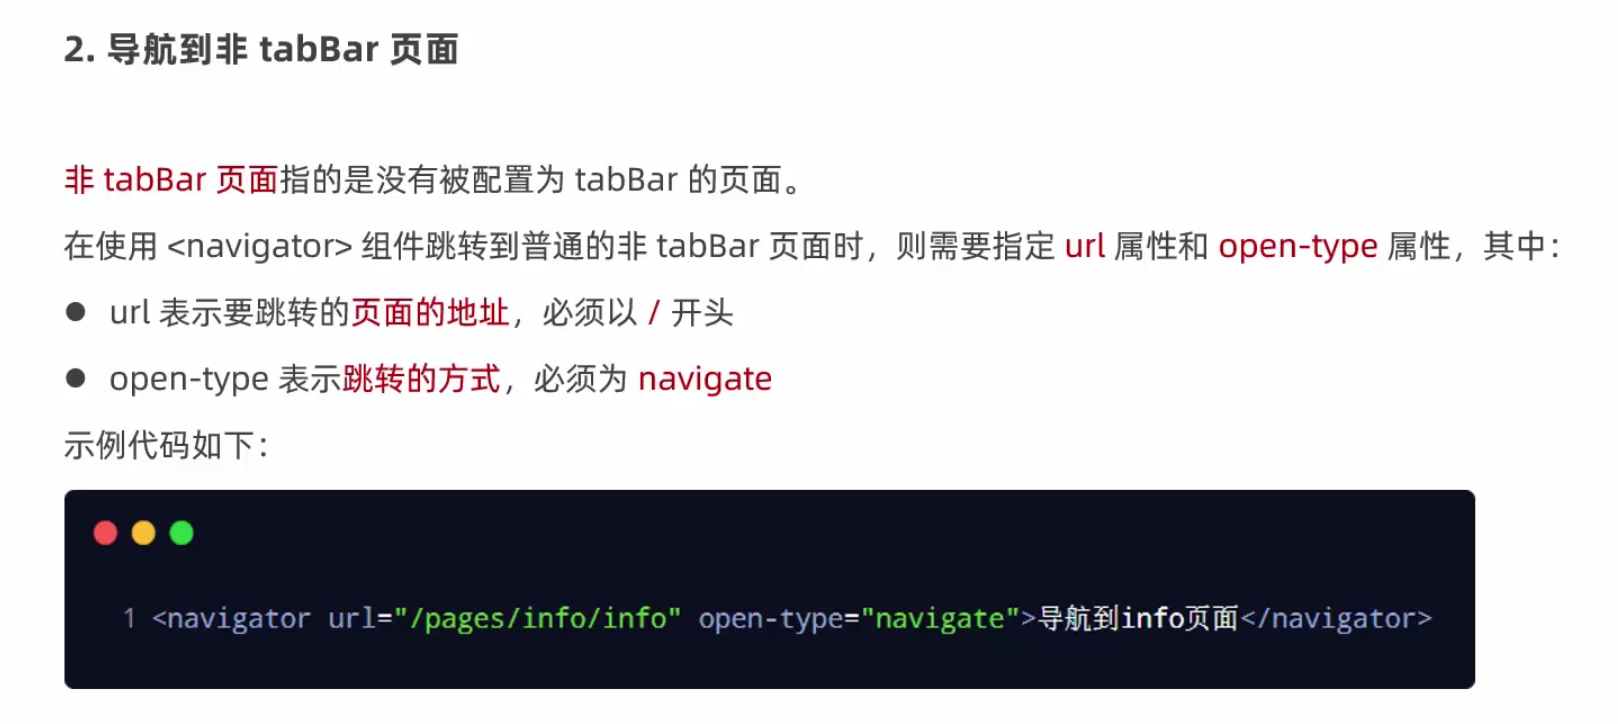 2. 导航到非 tabBar 页面
非 tabBar 页面指的是没有被配置为 tabBar 的页面。
在使用 <navigator> 组件跳转到普通的非 tabBar 页面时，则需要指定 url 属性和 open-type 属性，其中：
● url 表示要跳转的页面的地址，必须以 / 开头
● open-type 表示跳转的方式，必须为 navigate
示例代码如下：
1 <navigator url="/pages/info/info" open-type="navigate">导航到info页面</navigator>